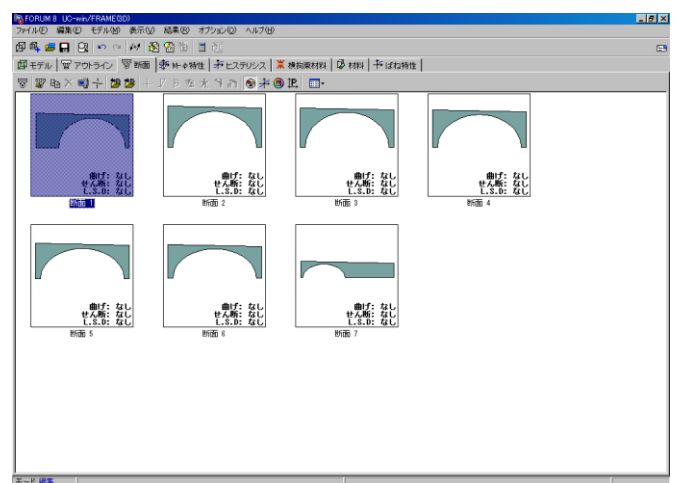 FORUM 8 UC-win/FRAME(3D)
ファイル(F) 編集(E) モデル(M) 表示(V) 結果(R) オプション(O) ヘルプ(H)
モデル アウトライン 断面 M-φ特性 ヒステリシス 横拘束材料 材料 ばね特性
曲げ: なし
せん断: なし
L.S.D: なし
断面 1
曲げ: なし
せん断: なし
L.S.D: なし
断面 2
曲げ: なし
せん断: なし
L.S.D: なし
断面 3
曲げ: なし
せん断: なし
L.S.D: なし
断面 4
曲げ: なし
せん断: なし
L.S.D: なし
断面 5
曲げ: なし
せん断: なし
L.S.D: なし
断面 6
曲げ: なし
せん断: なし
L.S.D: なし
断面 7
モード 編集